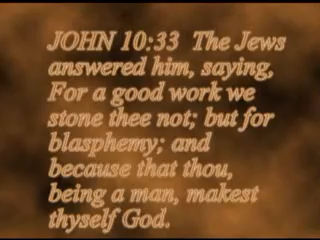 JOHN 10:33  The Jews
answered him, saying,
For a good work we
stone thee not; but for
blasphemy; and
because that thou,
being a man, makest
thyself God.